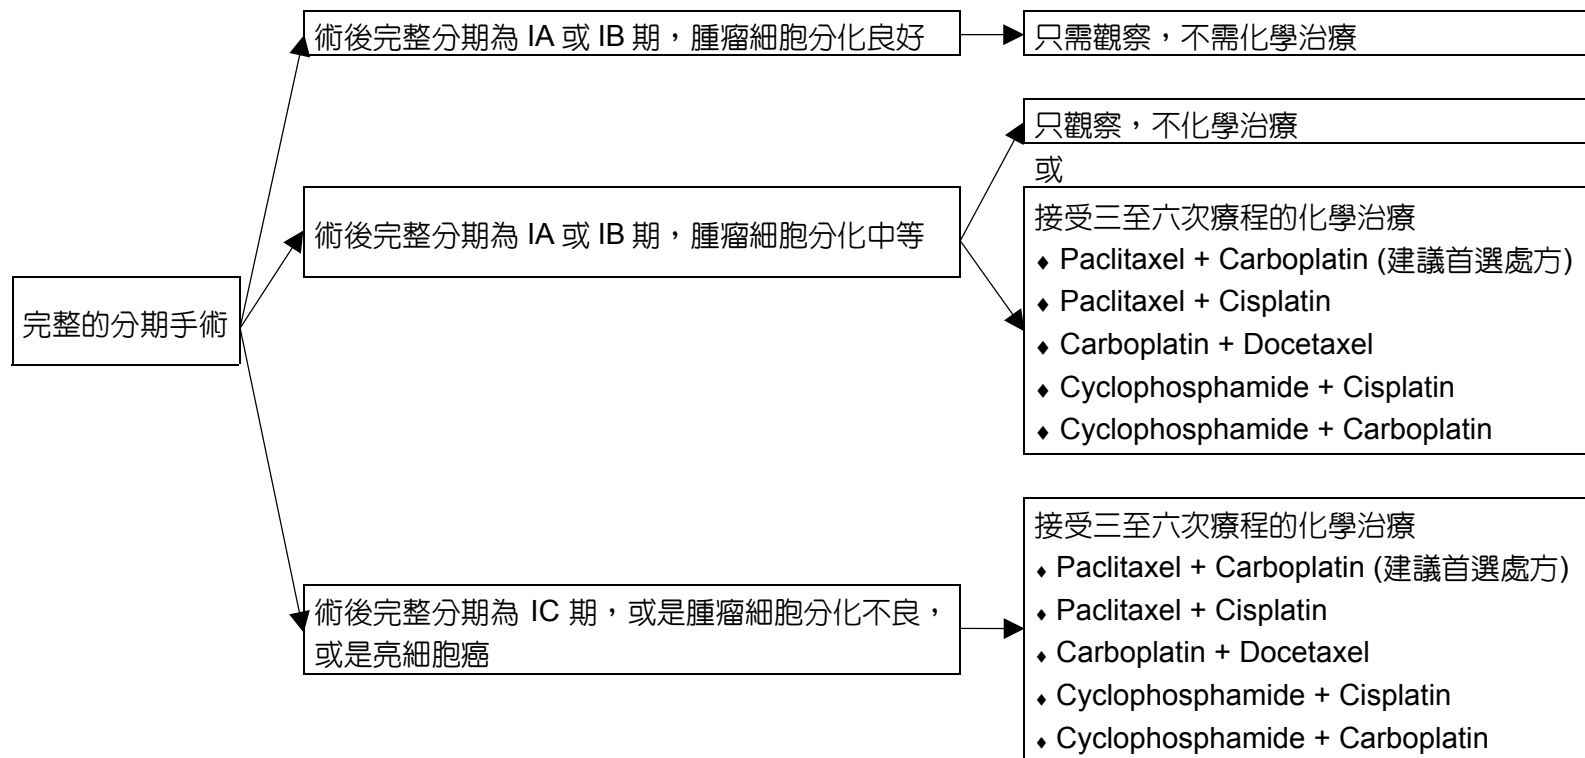 完整的分期手術
術後完整分期為 IA 或 IB 期，腫瘤細胞分化良好
只需觀察，不需化學治療
術後完整分期為 IA 或 IB 期，腫瘤細胞分化中等
只觀察，不化學治療
或
接受三至六次療程的化學治療
♦ Paclitaxel + Carboplatin (建議首選處方)
♦ Paclitaxel + Cisplatin
♦ Carboplatin + Docetaxel
♦ Cyclophosphamide + Cisplatin
♦ Cyclophosphamide + Carboplatin
術後完整分期為 IC 期，或是腫瘤細胞分化不良，
或是亮細胞癌
接受三至六次療程的化學治療
♦ Paclitaxel + Carboplatin (建議首選處方)
♦ Paclitaxel + Cisplatin
♦ Carboplatin + Docetaxel
♦ Cyclophosphamide + Cisplatin
♦ Cyclophosphamide + Carboplatin